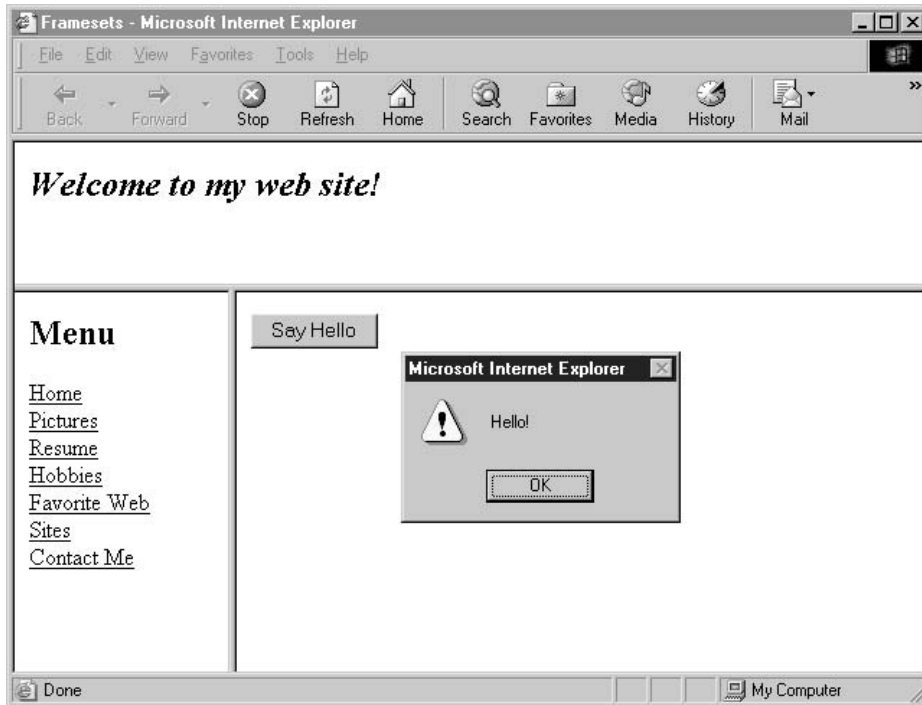 Framesets - Microsoft Internet Explorer
File Edit View Favorites Tools Help
Back Forward Stop Refresh Home Search Favorites Media History Mail »
Welcome to my web site!
Menu
Home
Pictures
Resume
Hobbies
Favorite Web
Sites
Contact Me
Say Hello
Microsoft Internet Explorer
Hello!
OK
Done
My Computer